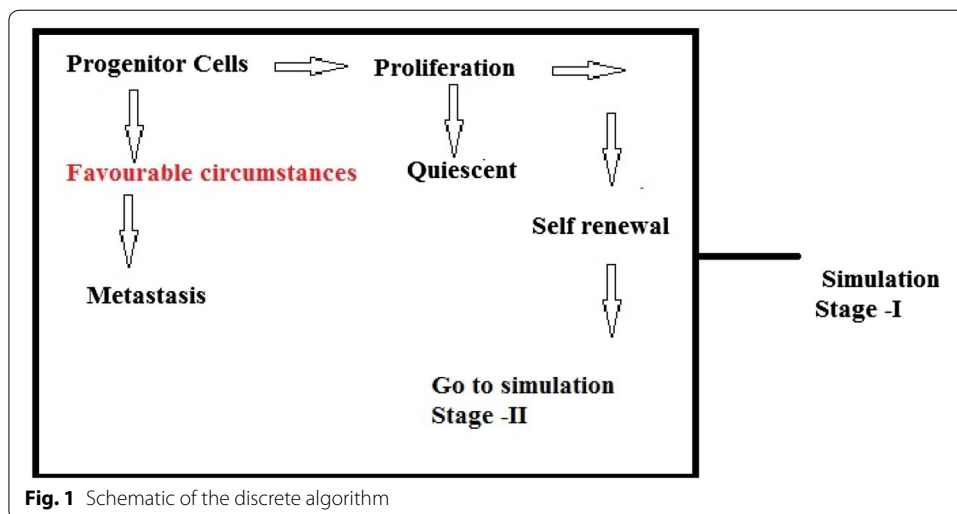 Progenitor Cells
Proliferation
Favourable circumstances
Quiescent
Self renewal
Metastasis
Simulation
Stage -I
Go to simulation
Stage -II
Fig. 1 Schematic of the discrete algorithm